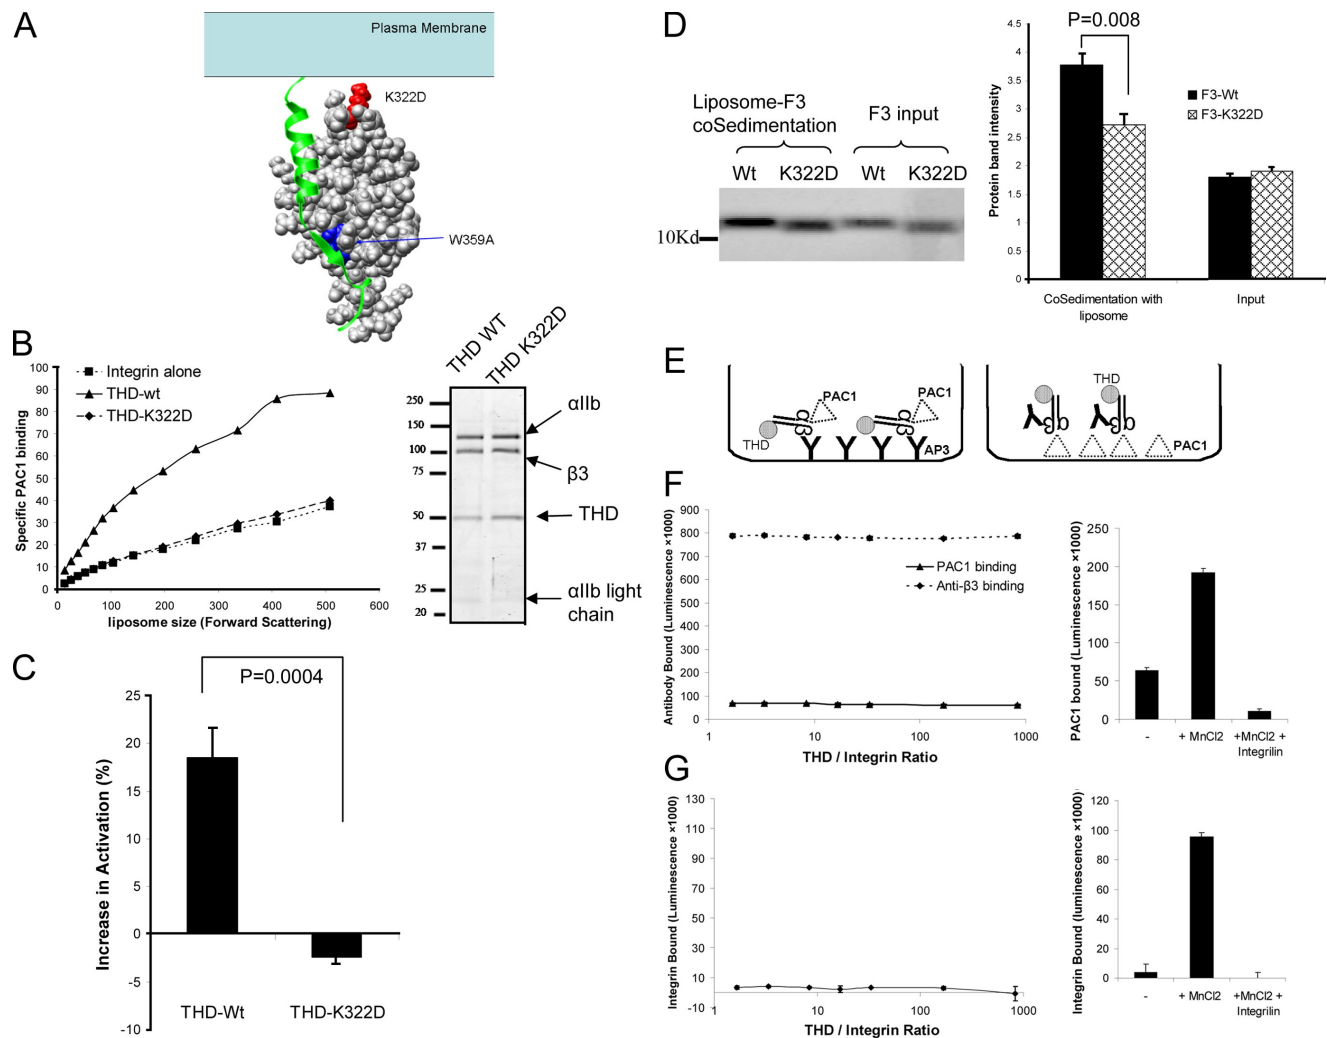 A
Plasma Membrane
K322D
W359A
B
Specific PAC1 binding
100
90
80
70
60
50
40
30
20
10
0
Integrin alone
THD-wt
THD-K322D
0
100
200
300
400
500
600
liposome size (Forward Scattering)
THD WT
THD K322D
250
150
100
75
50
37
25
20
αIIb
β3
THD
αIIb light
chain
C
P=0.0004
Increase in Activation (%)
25
20
15
10
5
0
-5
-10
THD-Wt
THD-K322D
D
Liposome-F3
coSedimentation
F3 input
Wt
K322D
Wt
K322D
10Kd
P=0.008
Protein band intensity
4.5
4
3.5
3
2.5
2
1.5
1
0.5
0
F3-Wt
F3-K322D
CoSedimentation with
liposome
Input
E
PAC1
PAC1
THD
αβ3
αβ3
AP3
THD
αβ
αβ
PAC1
F
Antibody Bound (Luminescence ×1000)
900
800
700
600
500
400
300
200
100
0
PAC1 binding
Anti-β3 binding
1
10
100
1000
THD / Integrin Ratio
PAC1 bound (Luminescence ×1000)
250
200
150
100
50
0
-
+ MnCl2
+MnCl2 +
Integrilin
G
Integrin Bound (Luminescence ×1000)
130
110
90
70
50
30
10
-10
1
10
100
1000
THD / Integrin Ratio
Integrin Bound (luminescence ×1000)
120
100
80
60
40
20
0
-
+ MnCl2
+MnCl2 +
Integrilin